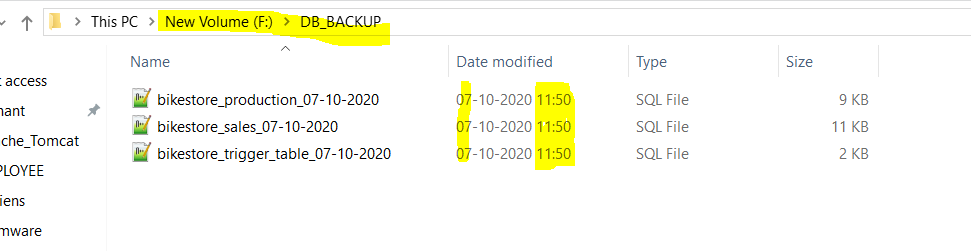 This PC > New Volume (F:) > DB_BACKUP
Name Date modified Type Size
t access
bikestore_production_07-10-2020 07-10-2020 11:50 SQL File 9 KB
nant
bikestore_sales_07-10-2020 07-10-2020 11:50 SQL File 11 KB
che_Tomcat
bikestore_trigger_table_07-10-2020 07-10-2020 11:50 SQL File 2 KB
PLOYEE
iens
mware